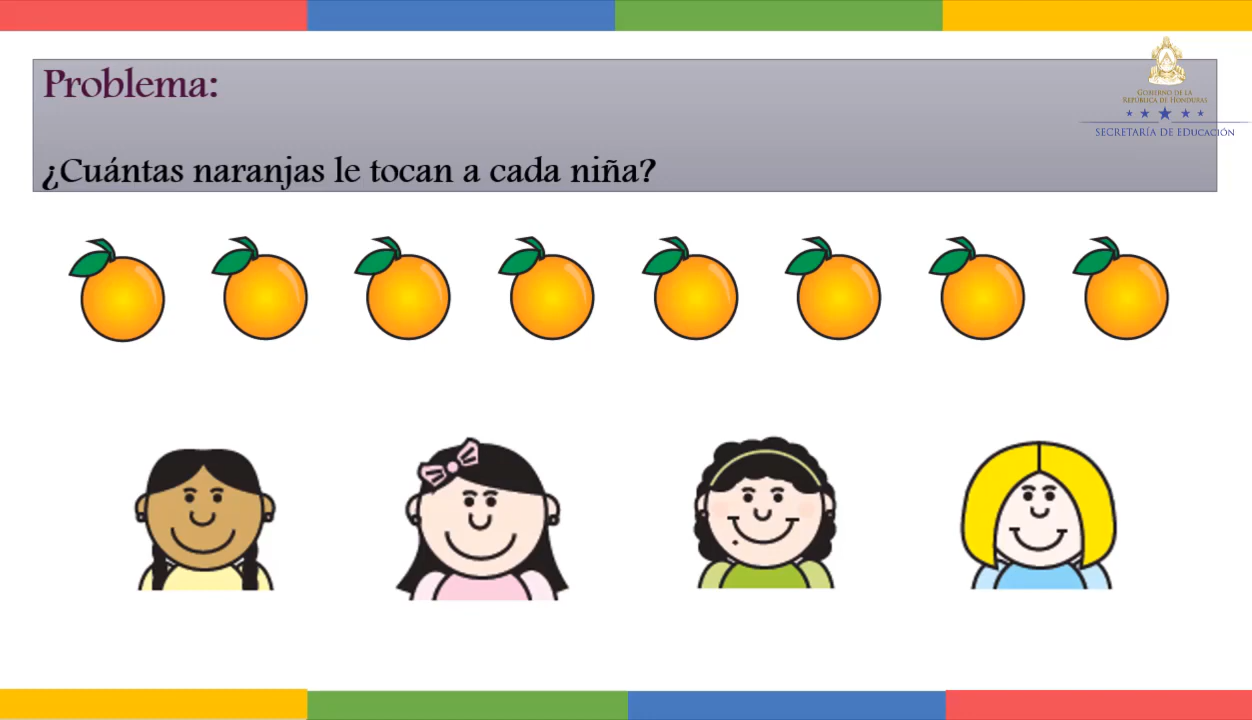 Problema:
GOBIERNO DE LA
REPÚBLICA DE HONDURAS
SECRETARÍA DE EDUCACIÓN
¿Cuántas naranjas le tocan a cada niña?